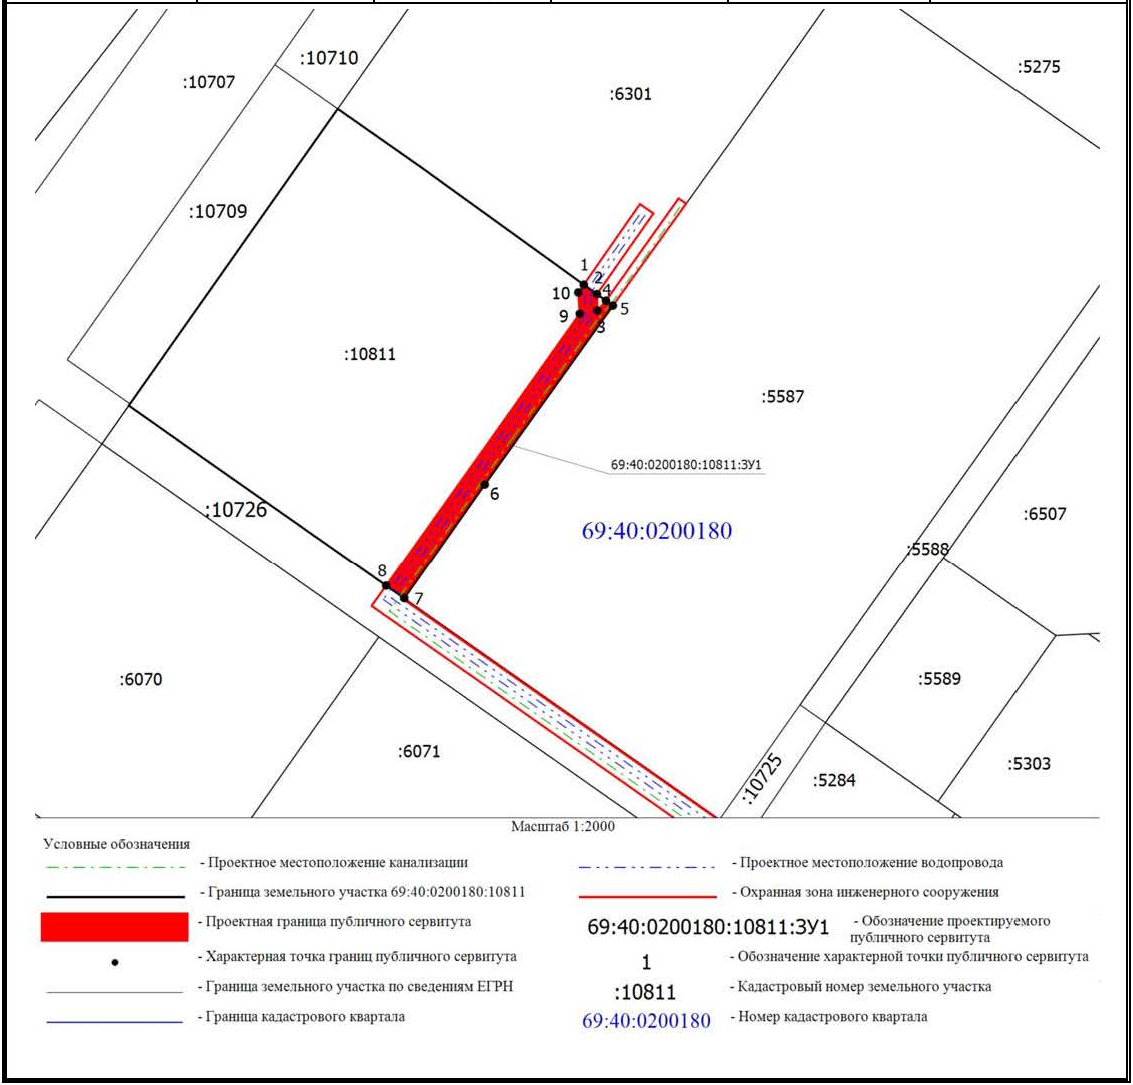 :10710
:10707
:6301
:5275
:10709
1
2
10
4
9
5
3
:10811
:5587
69:40:0200180:10811:ЗУ1
6
:10726
69:40:0200180
:6507
:5588
8
7
:6070
:5589
:6071
:10725
:5284
:5303
Масштаб 1:2000
Условные обозначения
- Проектное местоположение канализации
- Проектное местоположение водопровода
- Граница земельного участка 69:40:0200180:10811
- Охранная зона инженерного сооружения
- Проектная граница публичного сервитута
69:40:0200180:10811:ЗУ1 - Обозначение проектируемого
публичного сервитута
- Характерная точка границ публичного сервитута
1 - Обозначение характерной точки публичного сервитута
- Граница земельного участка по сведениям ЕГРН
:10811 - Кадастровый номер земельного участка
- Граница кадастрового квартала
69:40:0200180 - Номер кадастрового квартала